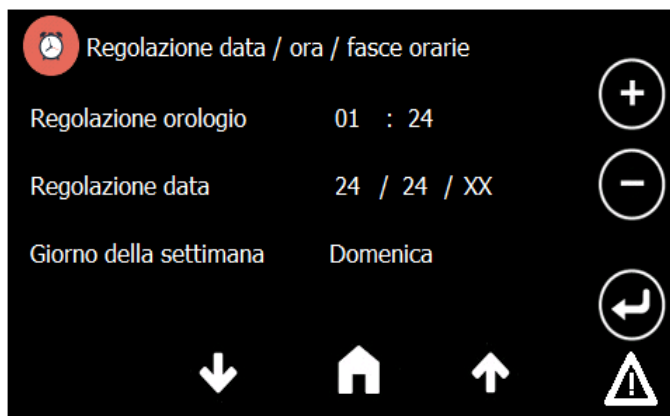 Regolazione data / ora / fasce orarie
Regolazione orologio 01 : 24
Regolazione data 24 / 24 / XX
Giorno della settimana Domenica